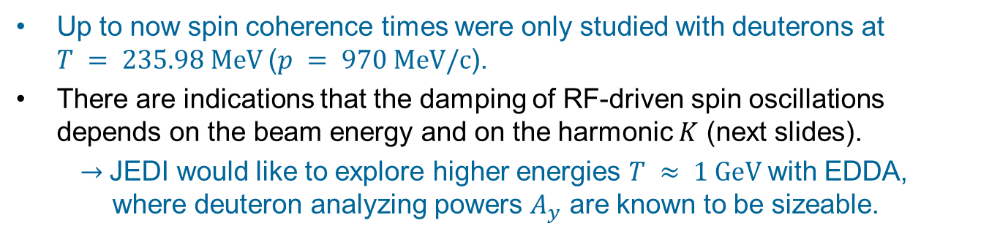 • Up to now spin coherence times were only studied with deuterons at
T = 235.98 MeV (p = 970 MeV/c).
• There are indications that the damping of RF-driven spin oscillations
depends on the beam energy and on the harmonic K (next slides).
→ JEDI would like to explore higher energies T ≈ 1 GeV with EDDA,
where deuteron analyzing powers A_y are known to be sizeable.